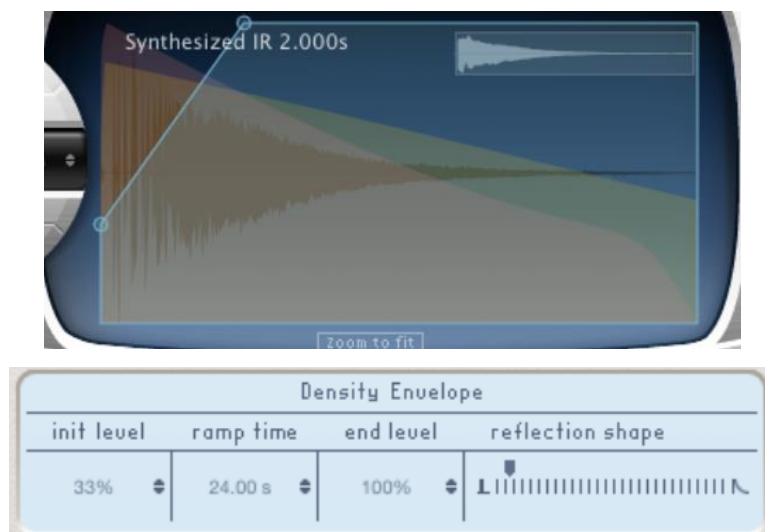 Synthesized IR 2.000s
Zoom to fit
Density Envelope
init level ramp time end level reflection shape
33% 24.00 s 100%